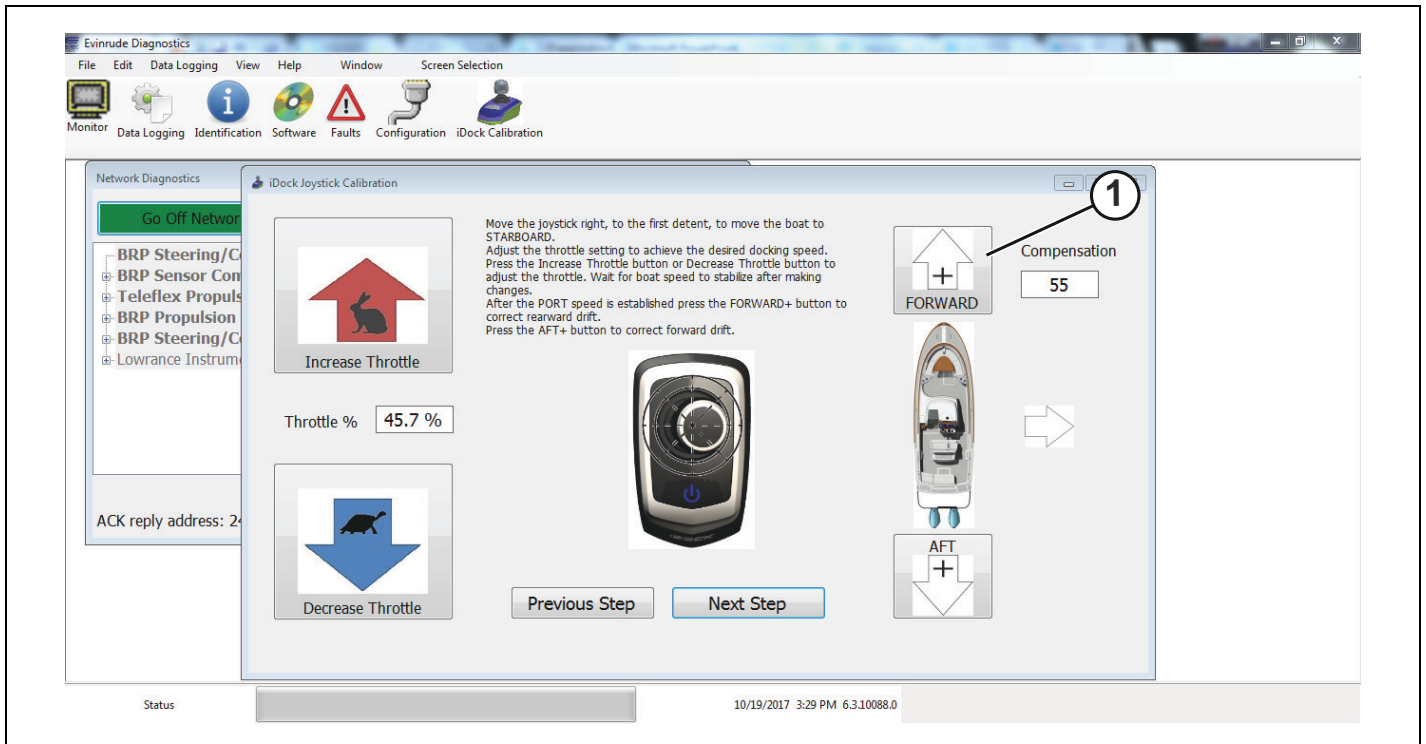 Evinrude Diagnostics
File Edit Data Logging View Help Window Screen Selection
Monitor Data Logging Identification Software Faults Configuration iDock Calibration
Network Diagnostics
iDock Joystick Calibration
1
Go Off Networ
BRP Steering/C
BRP Sensor Con
Teleflex Propuls
BRP Propulsion
BRP Steering/C
Lowrance Instrum
ACK reply address: 24
Increase Throttle
Throttle % 45.7 %
Decrease Throttle
Move the joystick right, to the first detent, to move the boat to
STARBOARD.
Adjust the throttle setting to achieve the desired docking speed.
Press the Increase Throttle button or Decrease Throttle button to
adjust the throttle. Wait for boat speed to stabilize after making
changes.
After the PORT speed is established press the FORWARD+ button to
correct rearward drift.
Press the AFT+ button to correct forward drift.
Previous Step Next Step
+
FORWARD
Compensation
55
AFT
+
Status
10/19/2017 3:29 PM 6.3.10088.0